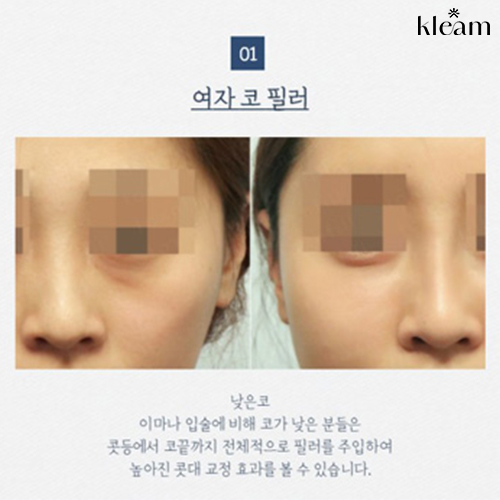 kleam
01
여자 코 필러
낮은코
이마나 입술에 비해 코가 낮은 분들은
콧등에서 코끝까지 전체적으로 필러를 주입하여
높아진 콧대 교정 효과를 볼 수 있습니다.